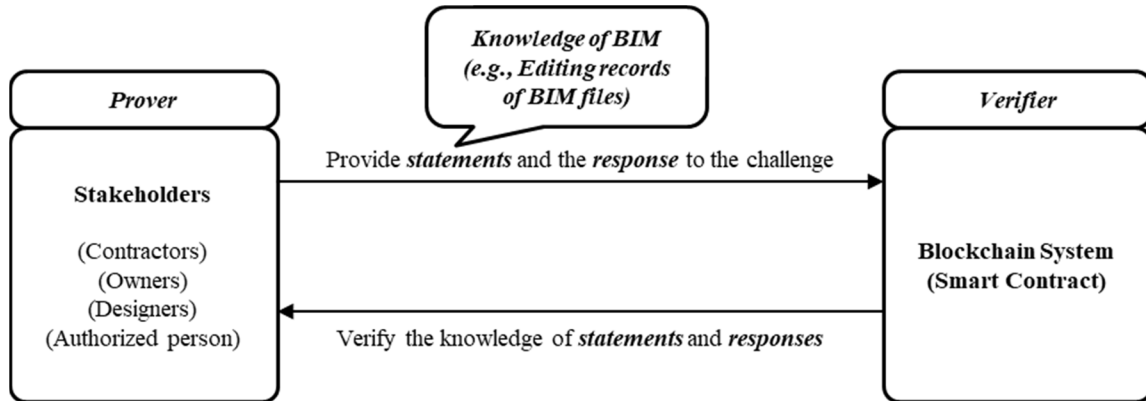 Knowledge of BIM
(e.g., Editing records
of BIM files)
Prover
Verifier
Provide statements and the response to the challenge
Stakeholders
(Contractors)
(Owners)
(Designers)
(Authorized person)
Blockchain System
(Smart Contract)
Verify the knowledge of statements and responses